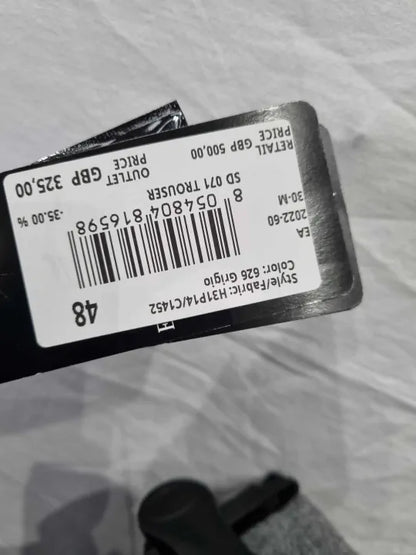 Style/Fabric: H31P14/C1452
Color: 626 Grigio
48
EA
2022-60
30-M
8 054804 816598
SD 071 TROUSER
RETAIL PRICE GBP 500,00
OUTLET PRICE GBP 325,00
-35.00 %